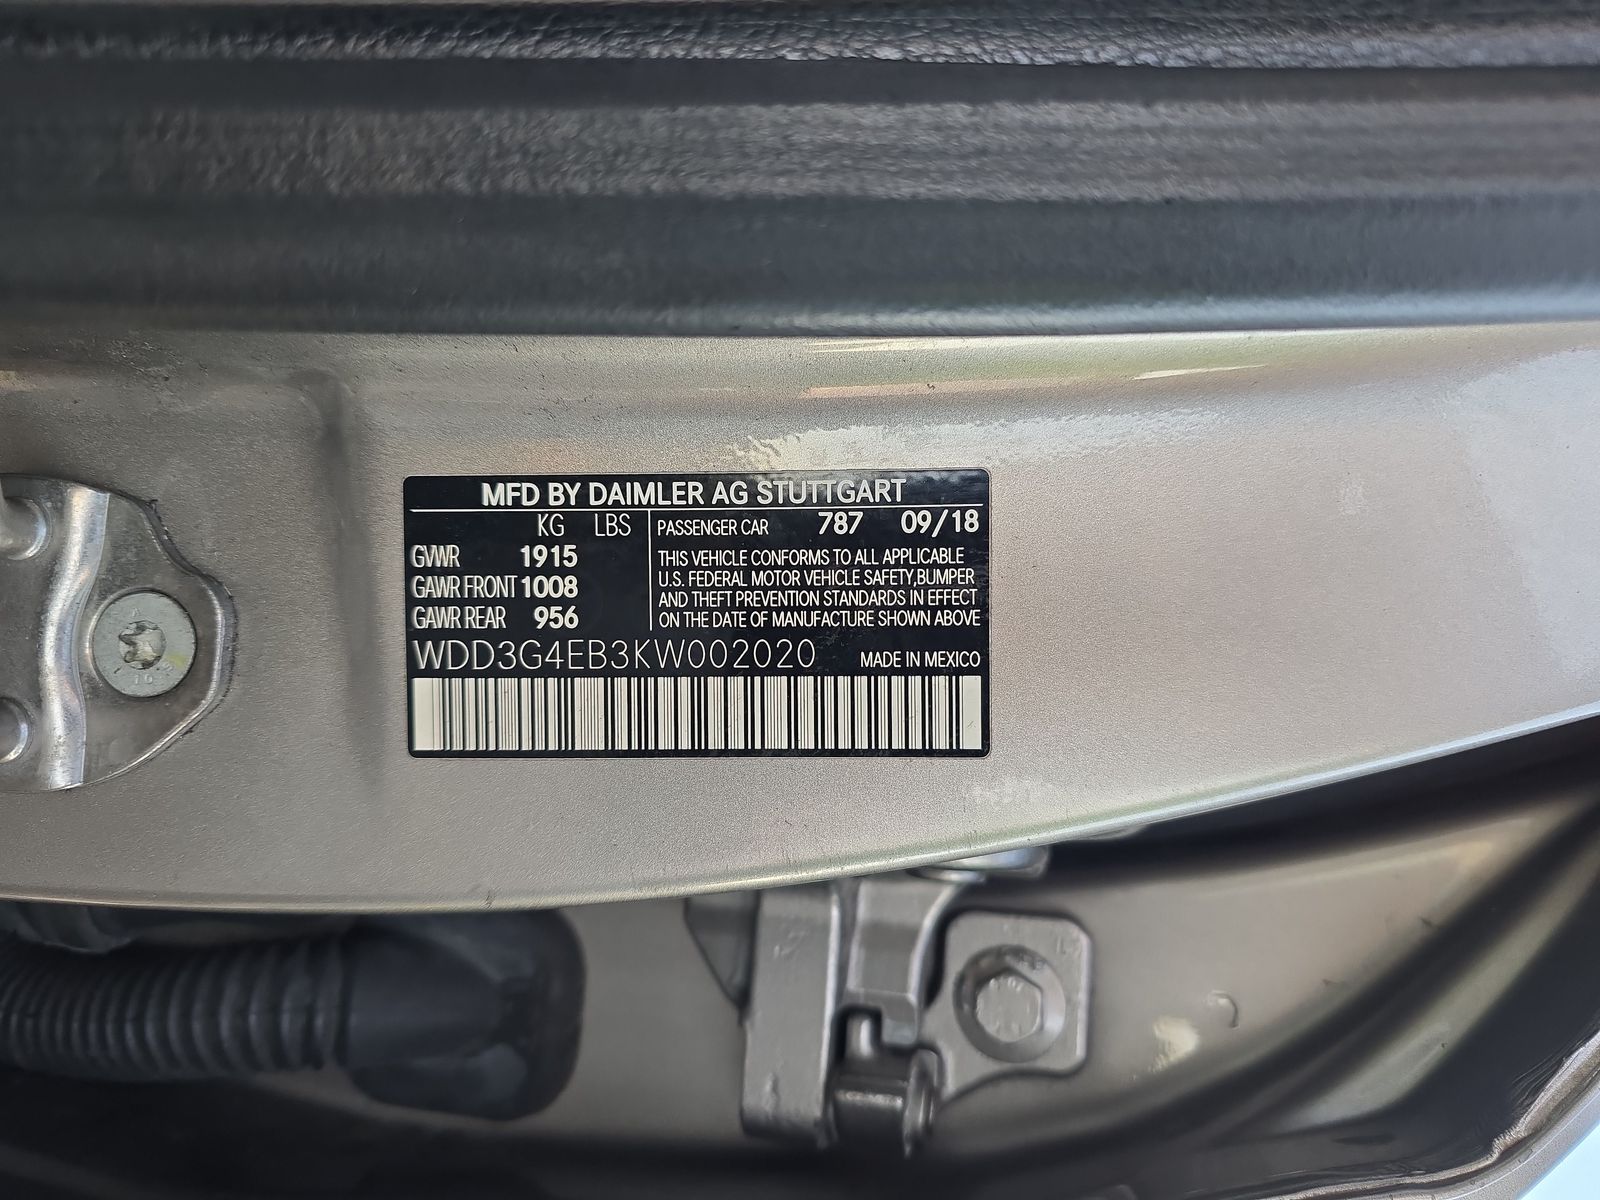 MFD BY DAIMLER AG STUTTGART
KG LBS
GVWR 1915
GAWR FRONT 1008
GAWR REAR 956
PASSENGER CAR 787 09/18
THIS VEHICLE CONFORMS TO ALL APPLICABLE
U.S. FEDERAL MOTOR VEHICLE SAFETY,BUMPER
AND THEFT PREVENTION STANDARDS IN EFFECT
ON THE DATE OF MANUFACTURE SHOWN ABOVE
WDD3G4EB3KW002020 MADE IN MEXICO